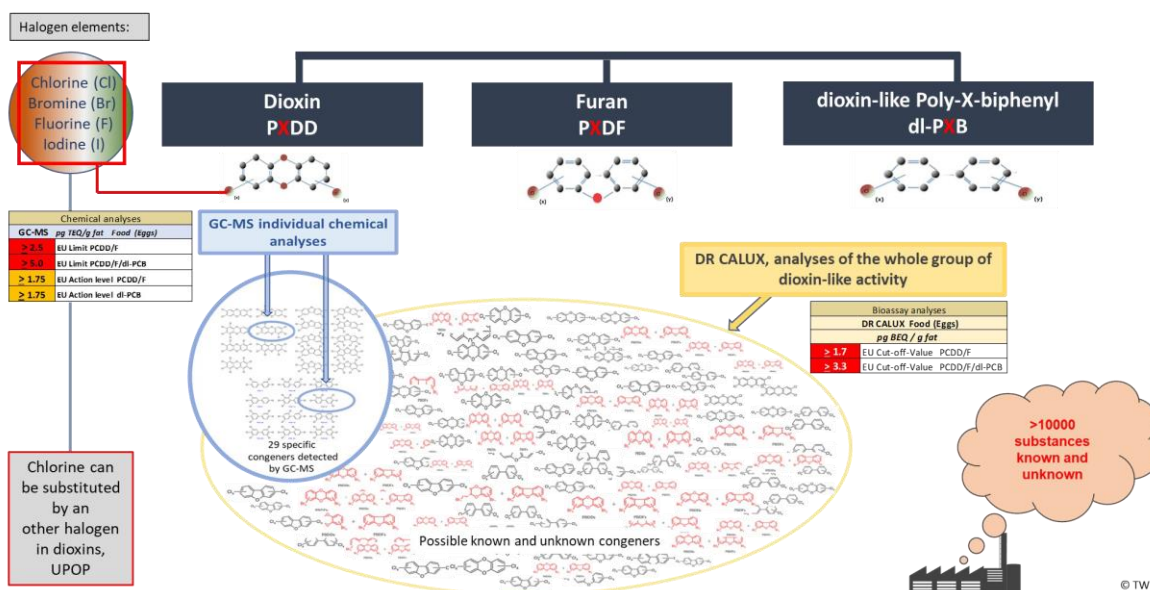 Halogen elements:
Chlorine (Cl)
Bromine (Br)
Fluorine (F)
Iodine (I)
Dioxin
PXDD
Furan
PXDF
dioxin-like Poly-X-biphenyl
dl-PXB
(x)
(x)
(y)
(x)
(y)
Chemical analyses
GC-MS pg TEQ/g fat Food (Eggs)
≥ 2.5 EU Limit PCDD/F
≥ 5.0 EU Limit PCDD/F/dl-PCB
≥ 1.75 EU Action level PCDD/F
≥ 1.75 EU Action level dl-PCB
GC-MS individual chemical
analyses
DR CALUX, analyses of the whole group of
dioxin-like activity
Bioassay analyses
DR CALUX Food (Eggs)
pg BEQ / g fat
≥ 1.7 EU Cut-off-Value PCDD/F
≥ 3.3 EU Cut-off-Value PCDD/F/dl-PCB
29 specific
congeners detected
by GC-MS
Possible known and unknown congeners
>10000
substances
known and
unknown
Chlorine can
be substituted
by an
other halogen
in dioxins,
UPOP
© TW